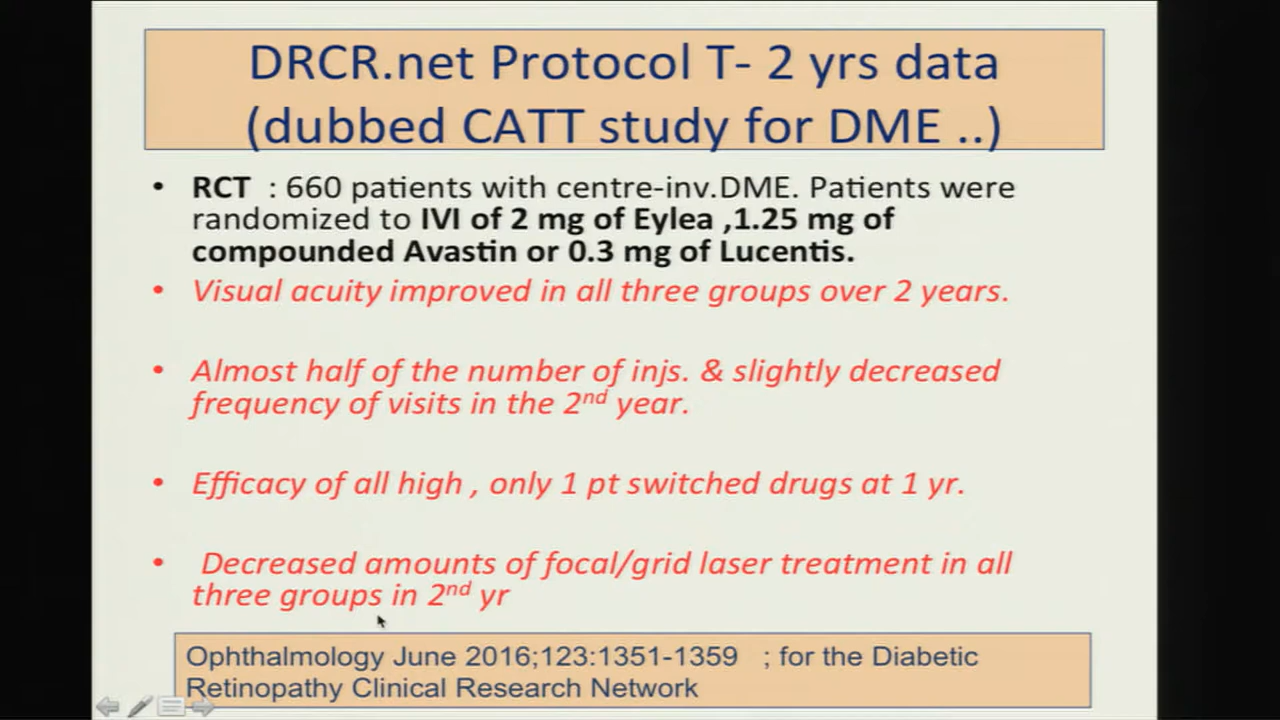 DRCR.net Protocol T- 2 yrs data
(dubbed CATT study for DME ..)
• RCT : 660 patients with centre-inv.DME. Patients were
randomized to IVI of 2 mg of Eylea ,1.25 mg of
compounded Avastin or 0.3 mg of Lucentis.
• Visual acuity improved in all three groups over 2 years.
• Almost half of the number of injs. & slightly decreased
frequency of visits in the 2nd year.
• Efficacy of all high , only 1 pt switched drugs at 1 yr.
• Decreased amounts of focal/grid laser treatment in all
three groups in 2nd yr
Ophthalmology June 2016;123:1351-1359 ; for the Diabetic
Retinopathy Clinical Research Network